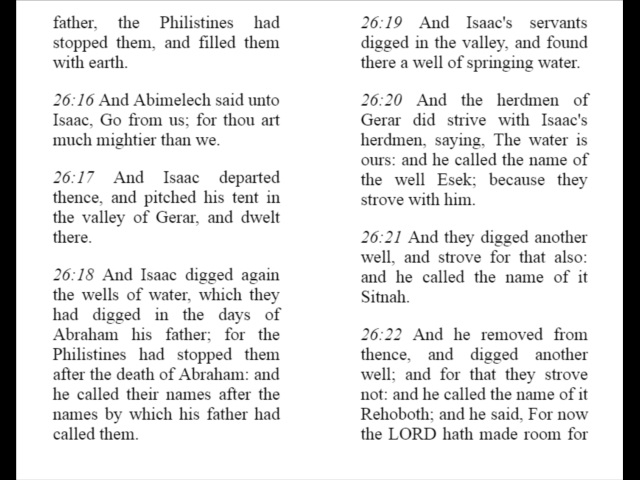 father, the Philistines had
stopped them, and filled them
with earth.
26:16 And Abimelech said unto
Isaac, Go from us; for thou art
much mightier than we.
26:17 And Isaac departed
thence, and pitched his tent in
the valley of Gerar, and dwelt
there.
26:18 And Isaac digged again
the wells of water, which they
had digged in the days of
Abraham his father; for the
Philistines had stopped them
after the death of Abraham: and
he called their names after the
names by which his father had
called them.
26:19 And Isaac's servants
digged in the valley, and found
there a well of springing water.
26:20 And the herdmen of
Gerar did strive with Isaac's
herdmen, saying, The water is
ours: and he called the name of
the well Esek; because they
strove with him.
26:21 And they digged another
well, and strove for that also:
and he called the name of it
Sitnah.
26:22 And he removed from
thence, and digged another
well; and for that they strove
not: and he called the name of it
Rehoboth; and he said, For now
the LORD hath made room for